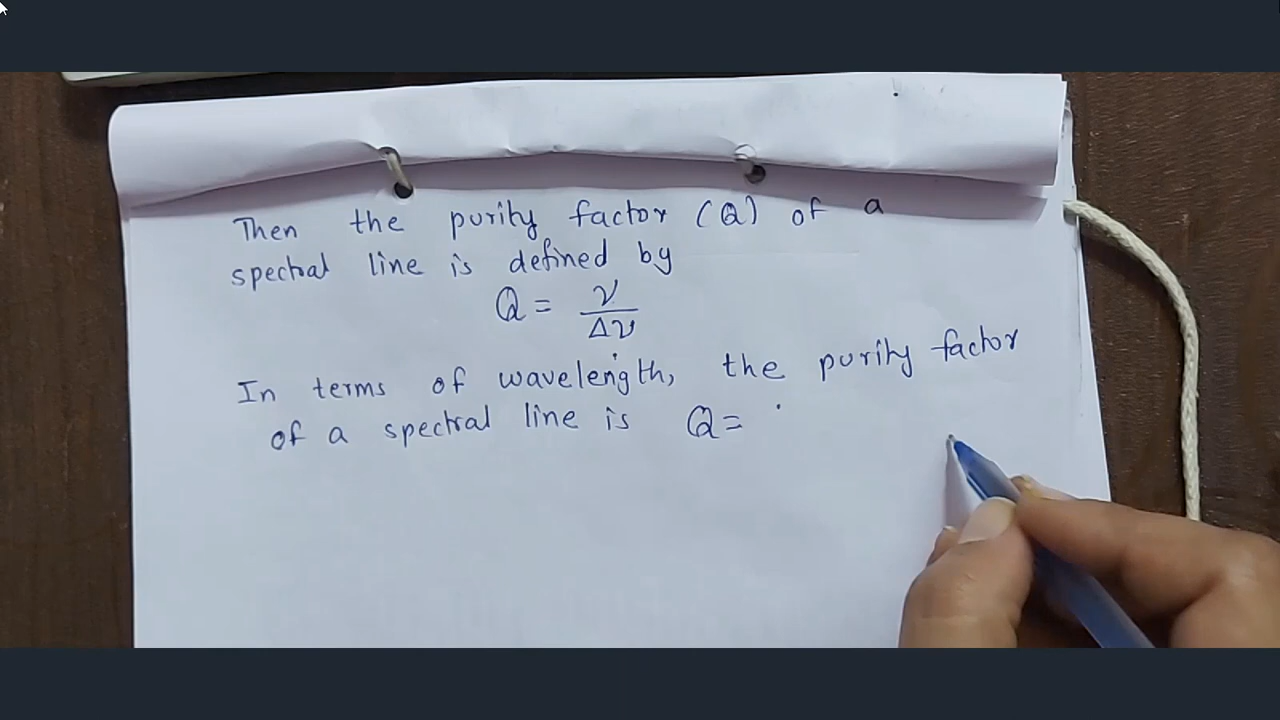 Then the purity factor (Q) of a
spectral line is defined by
Q = ν/Δν
In terms of wavelength, the purity factor
of a spectral line is Q =